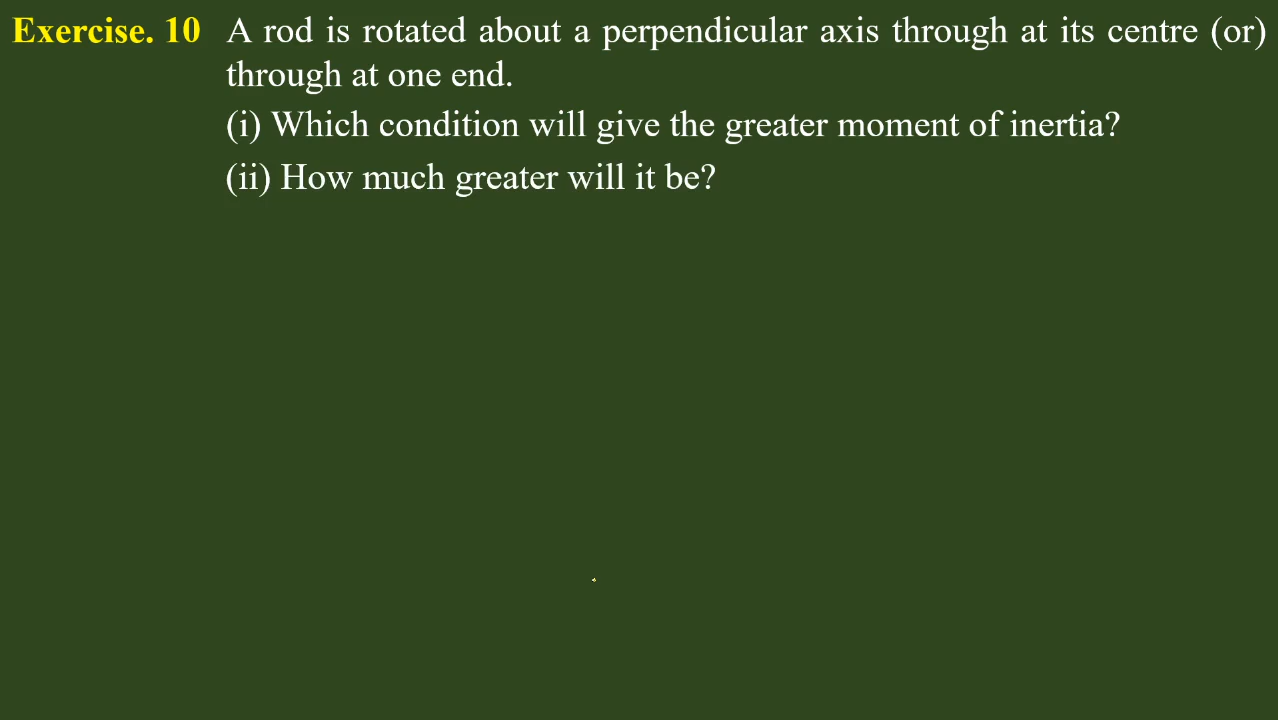 Exercise. 10 A rod is rotated about a perpendicular axis through at its centre (or)
through at one end.
(i) Which condition will give the greater moment of inertia?
(ii) How much greater will it be?